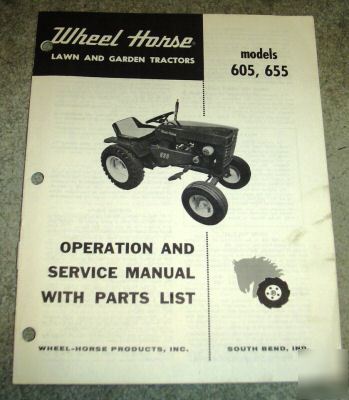 Wheel Horse
LAWN AND GARDEN TRACTORS
models
605, 655
OPERATION AND
SERVICE MANUAL
WITH PARTS LIST
WHEEL-HORSE PRODUCTS, INC.
SOUTH BEND, IND.